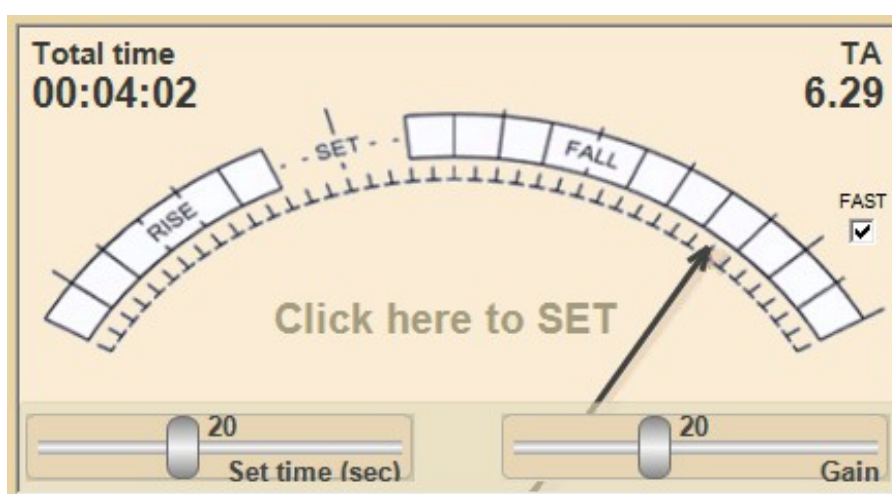 Total time
00:04:02
TA
6.29
SET
FALL
RISE
FAST
Click here to SET
20
Set time (sec)
20
Gain